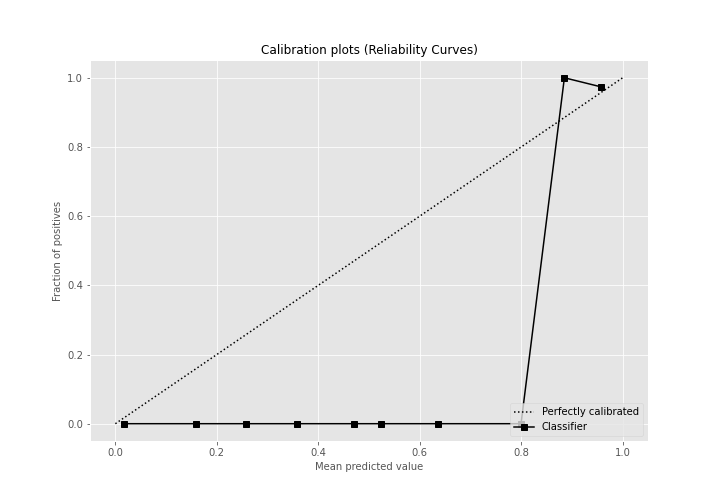 Calibration plots (Reliability Curves)
1.0
0.8
0.6
0.4
0.2
0.0
Fraction of positives
0.0 0.2 0.4 0.6 0.8 1.0
Mean predicted value
Perfectly calibrated
Classifier